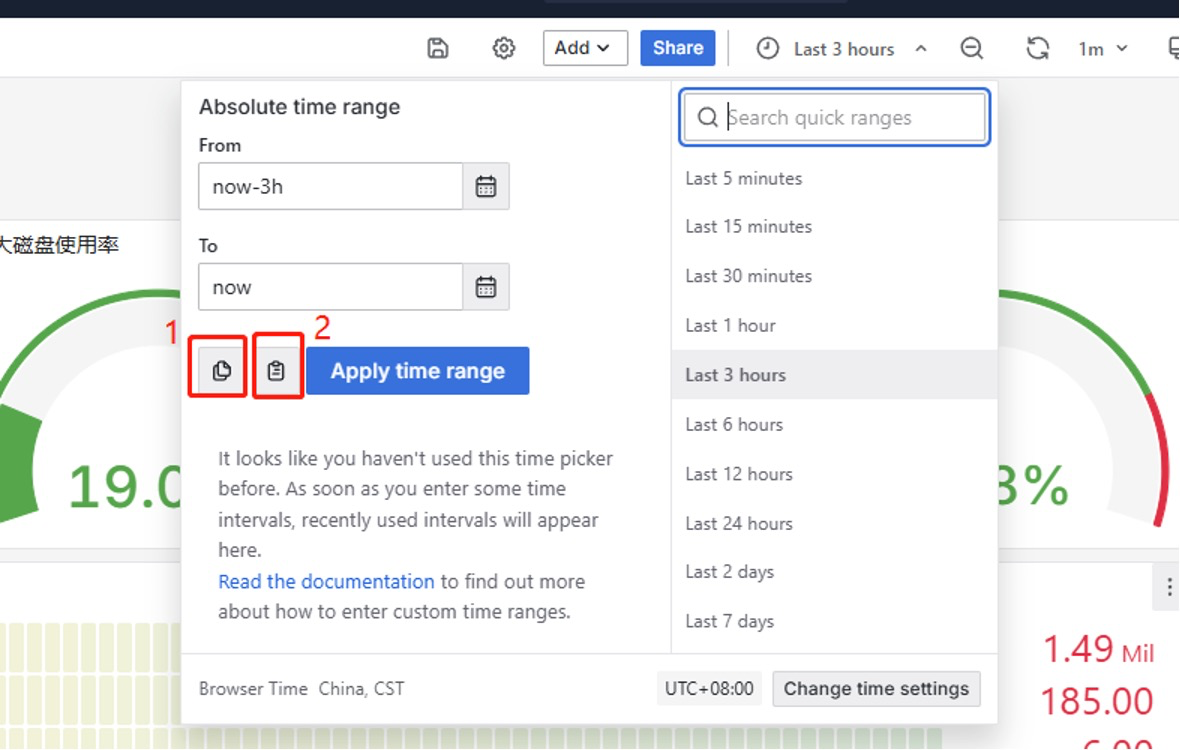 Add
Share
Last 3 hours
1m
Absolute time range
From
now-3h
To
now
1
2
Apply time range
It looks like you haven't used this time picker
before. As soon as you enter some time
intervals, recently used intervals will appear
here.
Read the documentation to find out more
about how to enter custom time ranges.
Search quick ranges
Last 5 minutes
Last 15 minutes
Last 30 minutes
Last 1 hour
Last 3 hours
Last 6 hours
Last 12 hours
Last 24 hours
Last 2 days
Last 7 days
Browser Time China, CST
UTC+08:00
Change time settings
大磁盘使用率
19.0
3%
1.49 Mil
185.00